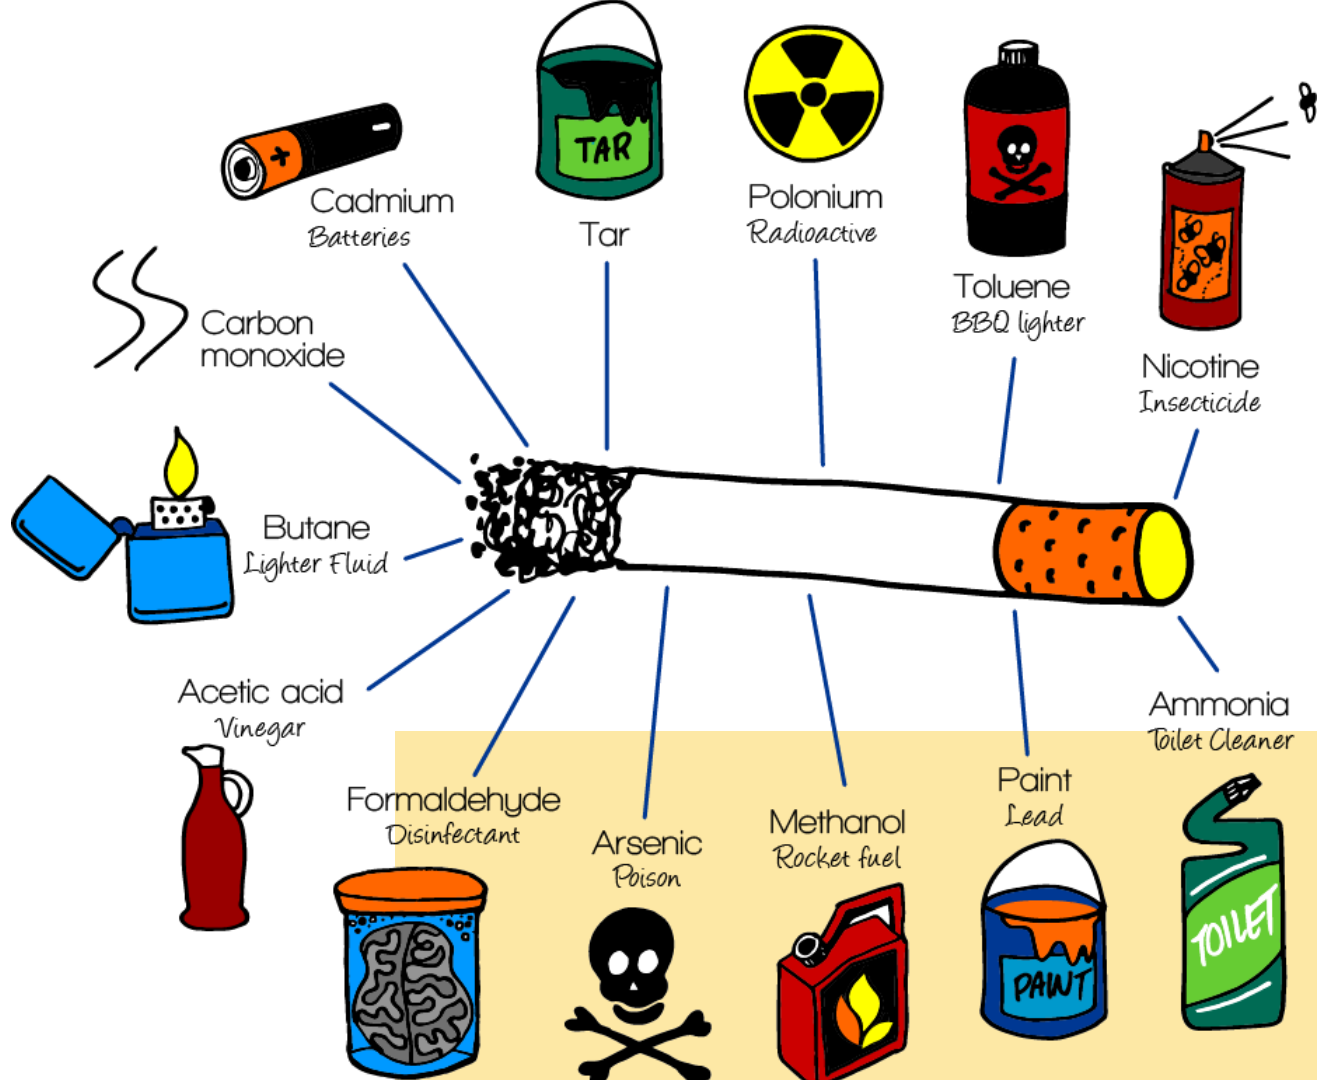 TAR
Cadmium
Batteries
Tar
Polonium
Radioactive
Toluene
BBQ lighter
Nicotine
Insecticide
Carbon
monoxide
Butane
Lighter Fluid
Acetic acid
Vinegar
Formaldehyde
Disinfectant
Arsenic
Poison
Methanol
Rocket fuel
Paint
Lead
PAINT
Ammonia
Toilet Cleaner
TOILET